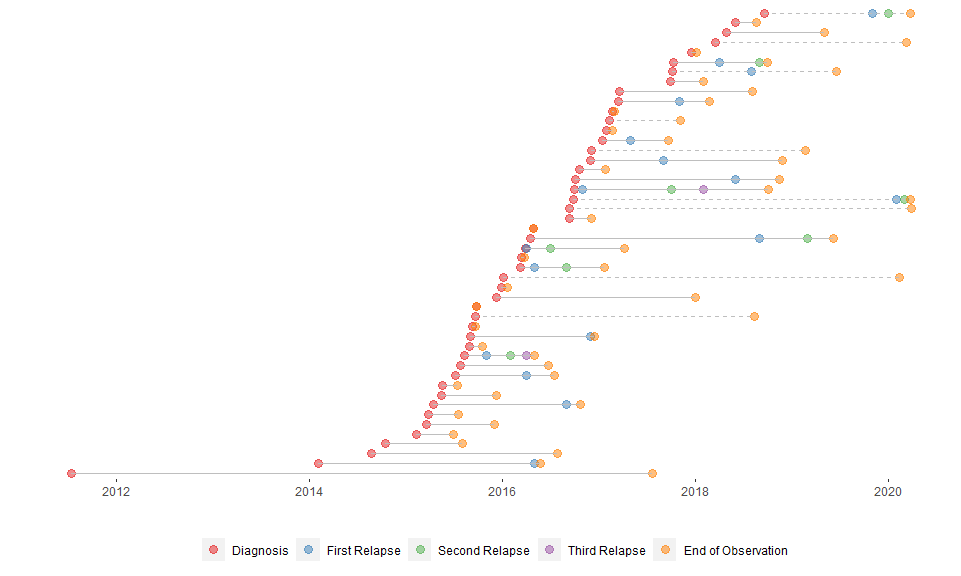 2012 2014 2016 2018 2020
Diagnosis First Relapse Second Relapse Third Relapse End of Observation